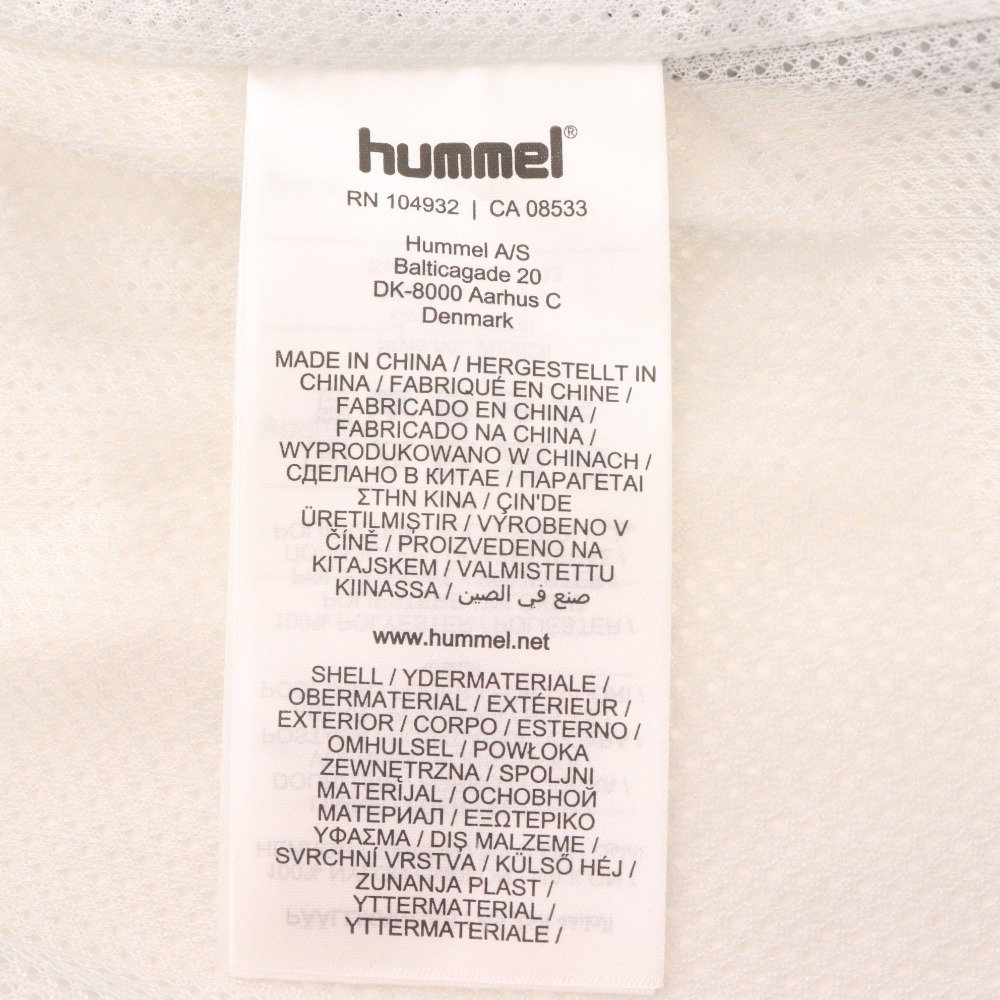 hummel®
RN 104932 | CA 08533
Hummel A/S
Balticagade 20
DK-8000 Aarhus C
Denmark
MADE IN CHINA / HERGESTELLT IN
CHINA / FABRIQUÉ EN CHINE /
FABRICADO EN CHINA /
FABRICADO NA CHINA /
WYPRODUKOWANO W CHINACH /
СДЕЛАНО В КИТАЕ / ΠΑΡΑΓΕΤΑΙ
ΣΤΗΝ ΚΙΝΑ / ÇIN'DE
ÜRETILMIŞTIR / VYROBENO V
ČÍNĚ / PROIZVEDENO NA
KITAJSKEM / VALMISTETTU
KIINASSA / صنع في الصين
www.hummel.net
SHELL / YDERMATERIALE /
OBERMATERIAL / EXTÉRIEUR /
EXTERIOR / CORPO / ESTERNO /
OMHULSEL / POWŁOKA
ZEWNĘTRZNA / SPOLJNI
MATERIJAL / ОСНОВНОЙ
МАТЕРИАЛ / ΕΞΩΤΕΡΙΚΟ
ΥΦΑΣΜΑ / DIŞ MALZEME /
SVRCHNÍ VRSTVA / KÜLSŐ HÉJ /
ZUNANJA PLAST /
YTTERMATERIAL /
YTTERMATERIALE /